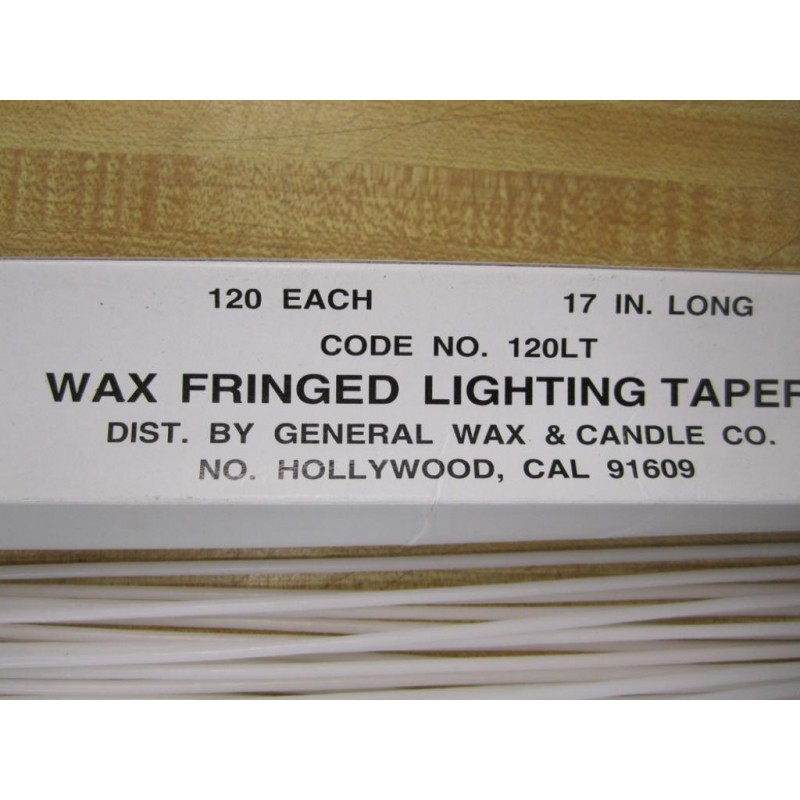 120 EACH 17 IN. LONG
CODE NO. 120LT
WAX FRINGED LIGHTING TAPER
DIST. BY GENERAL WAX & CANDLE CO.
NO. HOLLYWOOD, CAL 91609